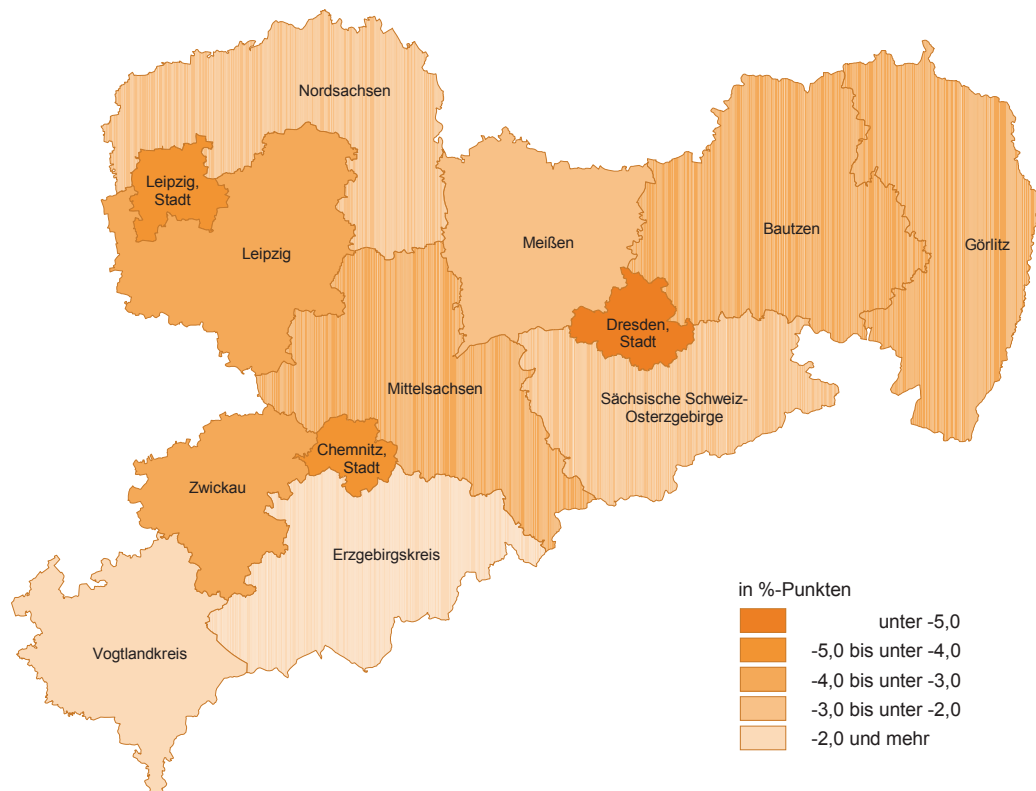 Nordsachsen
Leipzig,
Stadt
Leipzig
Meißen
Bautzen
Görlitz
Dresden,
Stadt
Mittelsachsen
Sächsische Schweiz-
Osterzgebirge
Chemnitz,
Stadt
Zwickau
Erzgebirgskreis
Vogtlandkreis
in %-Punkten
unter -5,0
-5,0 bis unter -4,0
-4,0 bis unter -3,0
-3,0 bis unter -2,0
-2,0 und mehr